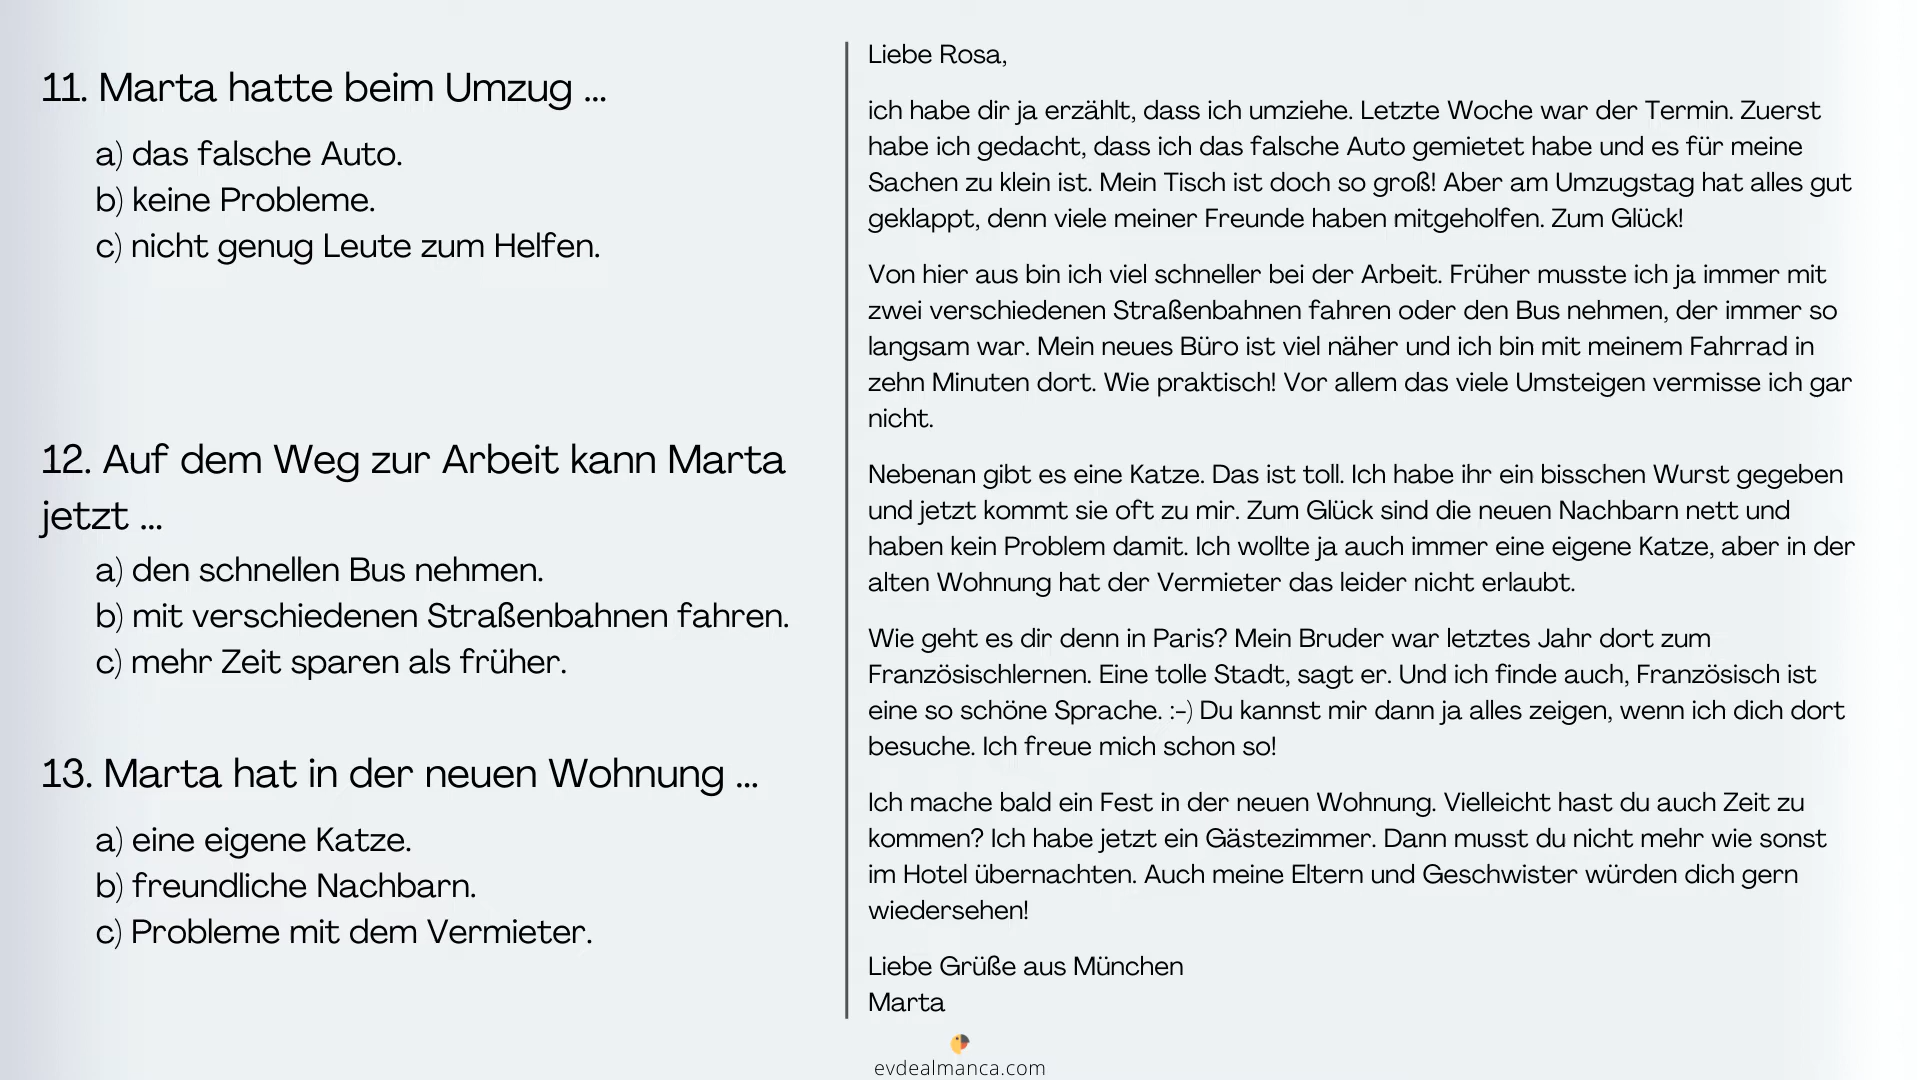 11. Marta hatte beim Umzug ...
a) das falsche Auto.
b) keine Probleme.
c) nicht genug Leute zum Helfen.
12. Auf dem Weg zur Arbeit kann Marta
jetzt ...
a) den schnellen Bus nehmen.
b) mit verschiedenen Straßenbahnen fahren.
c) mehr Zeit sparen als früher.
13. Marta hat in der neuen Wohnung ...
a) eine eigene Katze.
b) freundliche Nachbarn.
c) Probleme mit dem Vermieter.
Liebe Rosa,
ich habe dir ja erzählt, dass ich umziehe. Letzte Woche war der Termin. Zuerst
habe ich gedacht, dass ich das falsche Auto gemietet habe und es für meine
Sachen zu klein ist. Mein Tisch ist doch so groß! Aber am Umzugstag hat alles gut
geklappt, denn viele meiner Freunde haben mitgeholfen. Zum Glück!
Von hier aus bin ich viel schneller bei der Arbeit. Früher musste ich ja immer mit
zwei verschiedenen Straßenbahnen fahren oder den Bus nehmen, der immer so
langsam war. Mein neues Büro ist viel näher und ich bin mit meinem Fahrrad in
zehn Minuten dort. Wie praktisch! Vor allem das viele Umsteigen vermisse ich gar
nicht.
Nebenan gibt es eine Katze. Das ist toll. Ich habe ihr ein bisschen Wurst gegeben
und jetzt kommt sie oft zu mir. Zum Glück sind die neuen Nachbarn nett und
haben kein Problem damit. Ich wollte ja auch immer eine eigene Katze, aber in der
alten Wohnung hat der Vermieter das leider nicht erlaubt.
Wie geht es dir denn in Paris? Mein Bruder war letztes Jahr dort zum
Französischlernen. Eine tolle Stadt, sagt er. Und ich finde auch, Französisch ist
eine so schöne Sprache. :-) Du kannst mir dann ja alles zeigen, wenn ich dich dort
besuche. Ich freue mich schon so!
Ich mache bald ein Fest in der neuen Wohnung. Vielleicht hast du auch Zeit zu
kommen? Ich habe jetzt ein Gästezimmer. Dann musst du nicht mehr wie sonst
im Hotel übernachten. Auch meine Eltern und Geschwister würden dich gern
wiedersehen!
Liebe Grüße aus München
Marta
evdealmanca.com